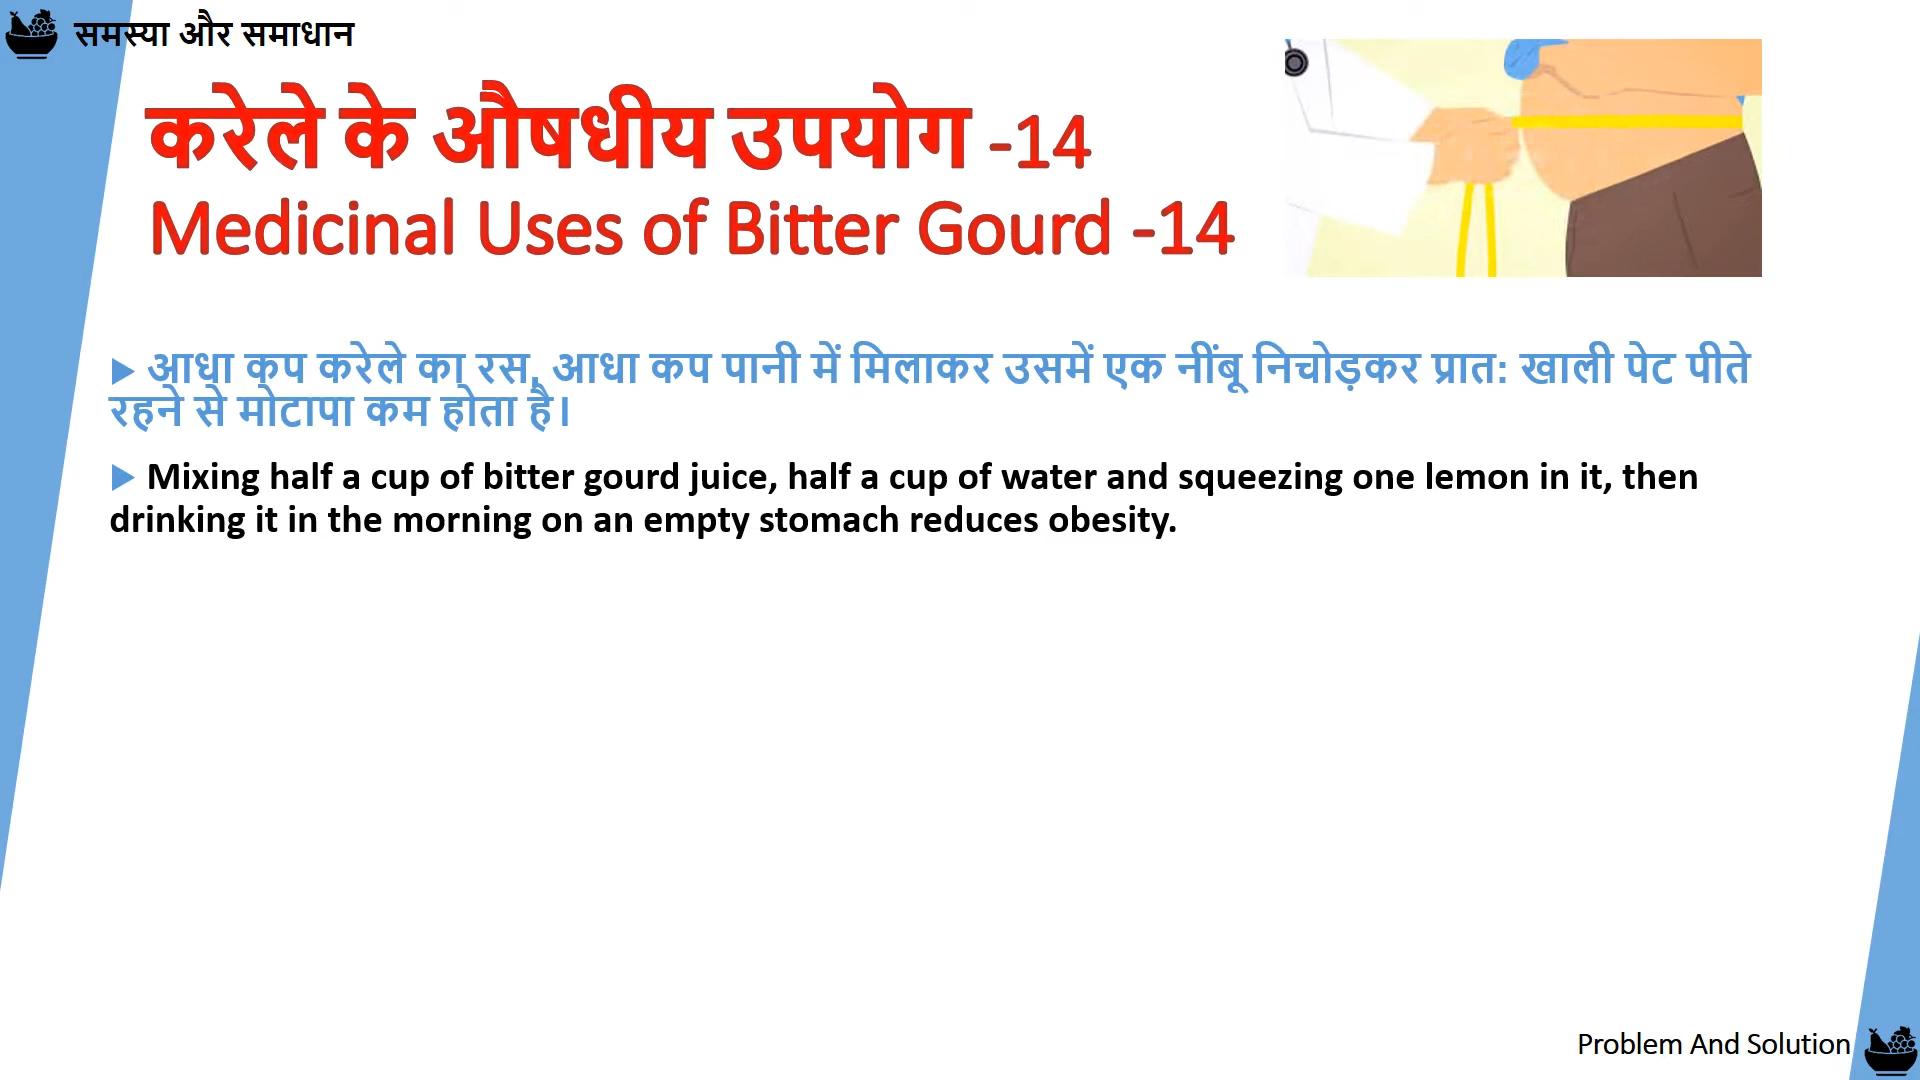 समस्या और समाधान
करेले के औषधीय उपयोग -14
Medicinal Uses of Bitter Gourd -14
आधा कप करेले का रस, आधा कप पानी में मिलाकर उसमें एक नींबू निचोड़कर प्रात: खाली पेट पीते
रहने से मोटापा कम होता है।
Mixing half a cup of bitter gourd juice, half a cup of water and squeezing one lemon in it, then
drinking it in the morning on an empty stomach reduces obesity.
Problem And Solution